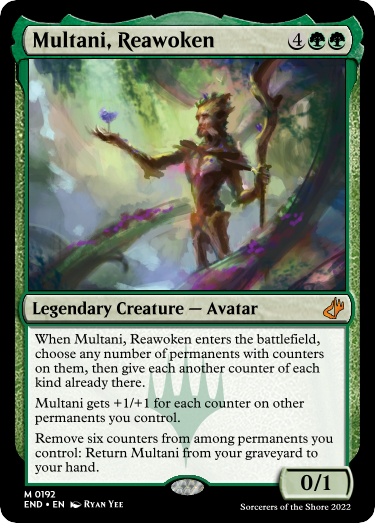 Multani, Reawoken 4
Legendary Creature — Avatar
When Multani, Reawoken enters the battlefield,
choose any number of permanents with counters
on them, then give each another counter of each
kind already there.
Multani gets +1/+1 for each counter on other
permanents you control.
Remove six counters from among permanents you
control: Return Multani from your graveyard to
your hand.
0/1
M 0192
END • EN Ryan Yee
Sorcerers of the Shore 2022